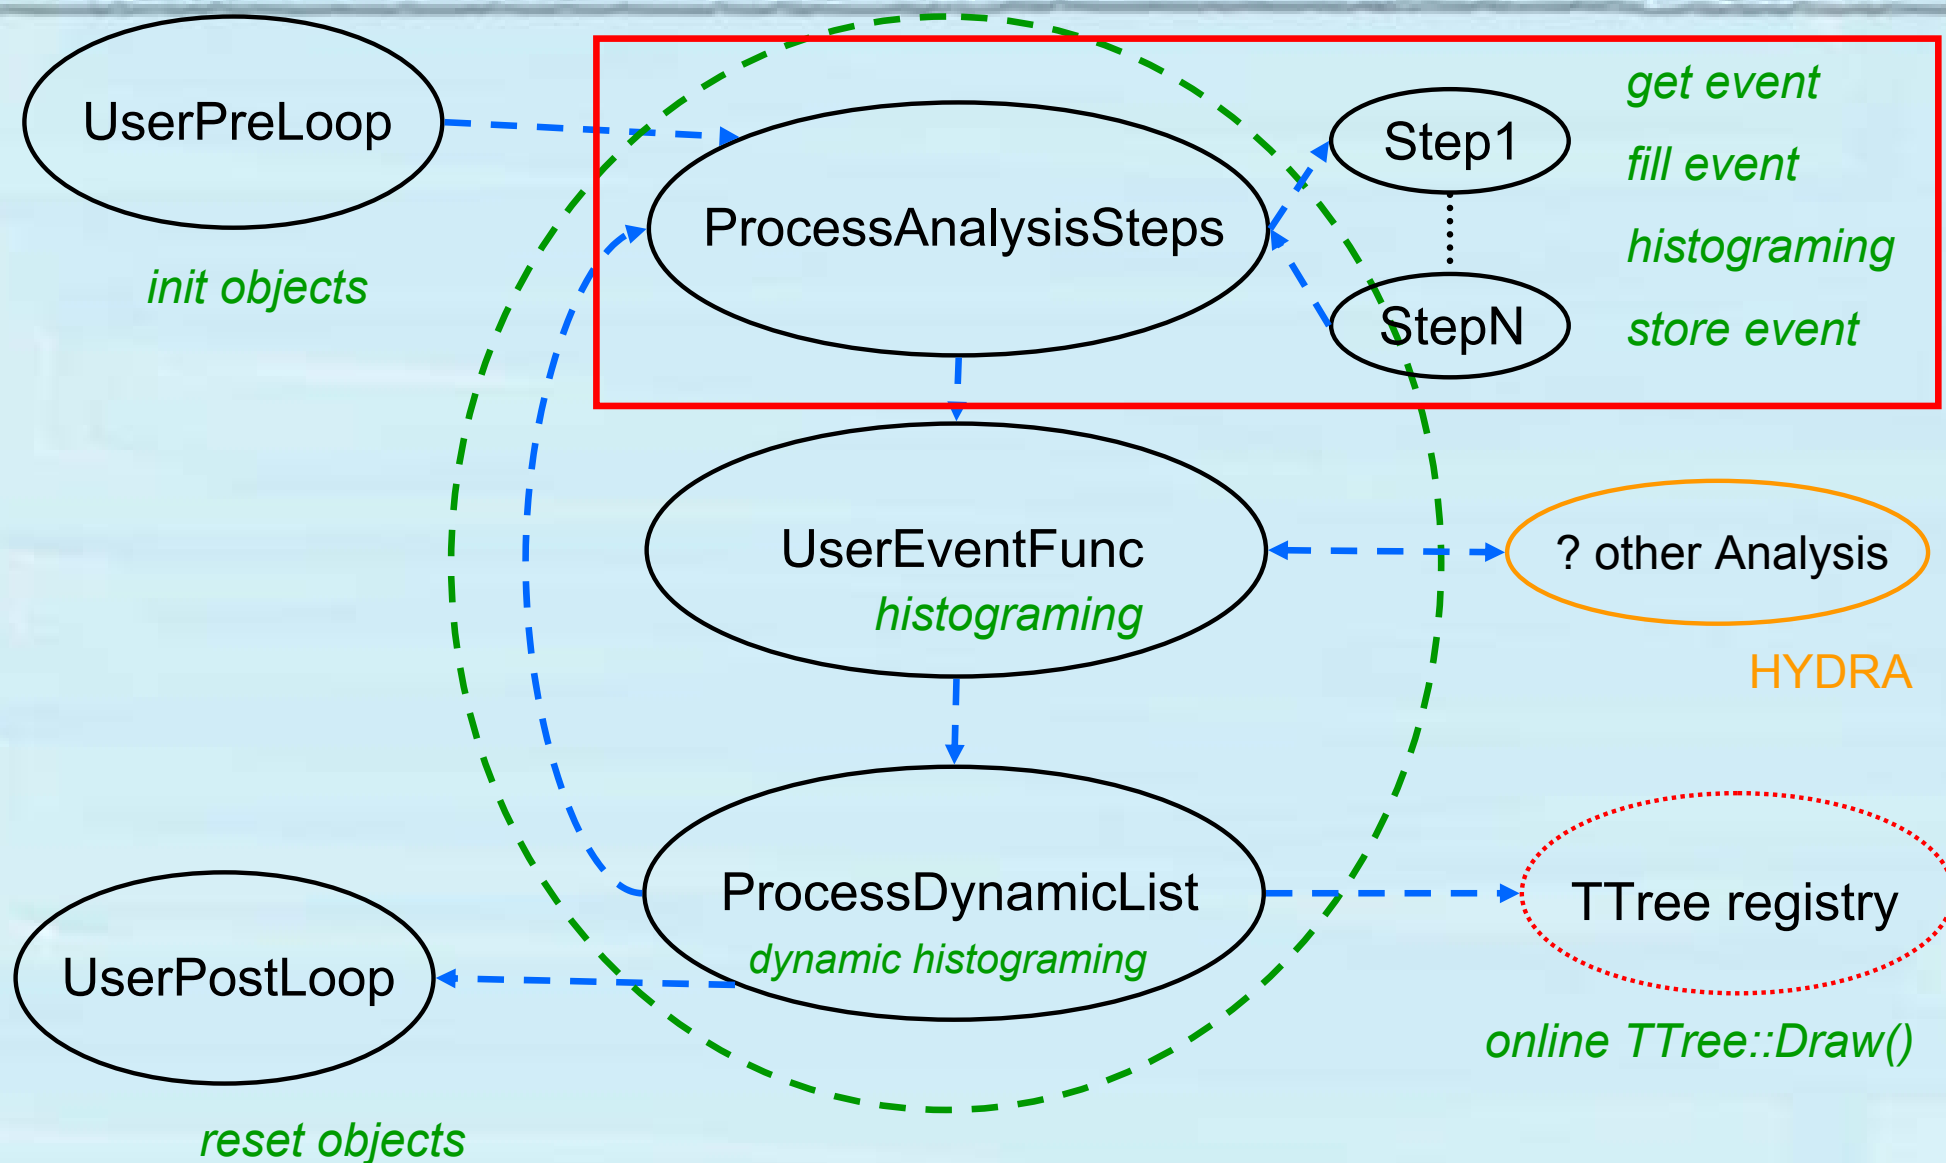 UserPreLoop
init objects
ProcessAnalysisSteps
Step1
StepN
get event
fill event
histograming
store event
UserEventFunc
histograming
? other Analysis
HYDRA
ProcessDynamicList
dynamic histograming
TTree registry
online TTree::Draw()
UserPostLoop
reset objects